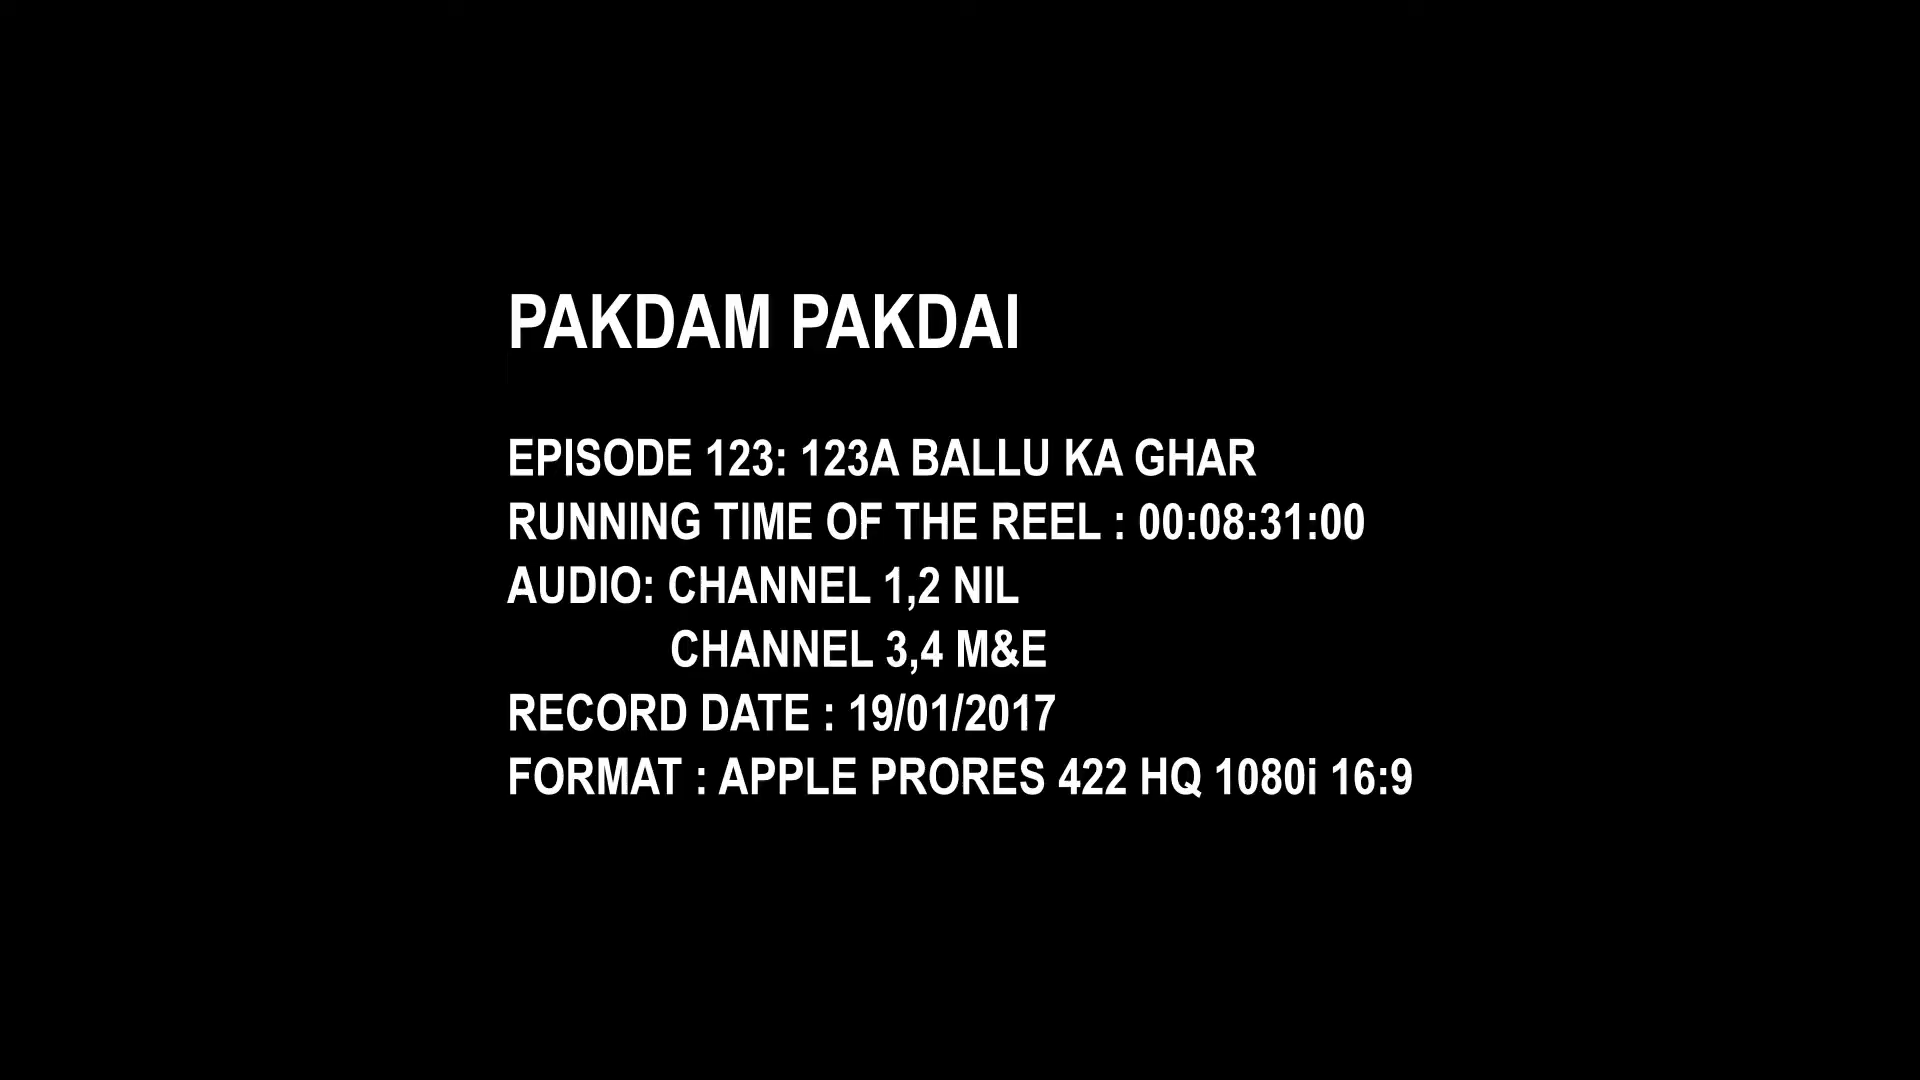 PAKDAM PAKDAI
EPISODE 123: 123A BALLU KA GHAR
RUNNING TIME OF THE REEL : 00:08:31:00
AUDIO: CHANNEL 1,2 NIL
CHANNEL 3,4 M&E
RECORD DATE : 19/01/2017
FORMAT : APPLE PRORES 422 HQ 1080i 16:9